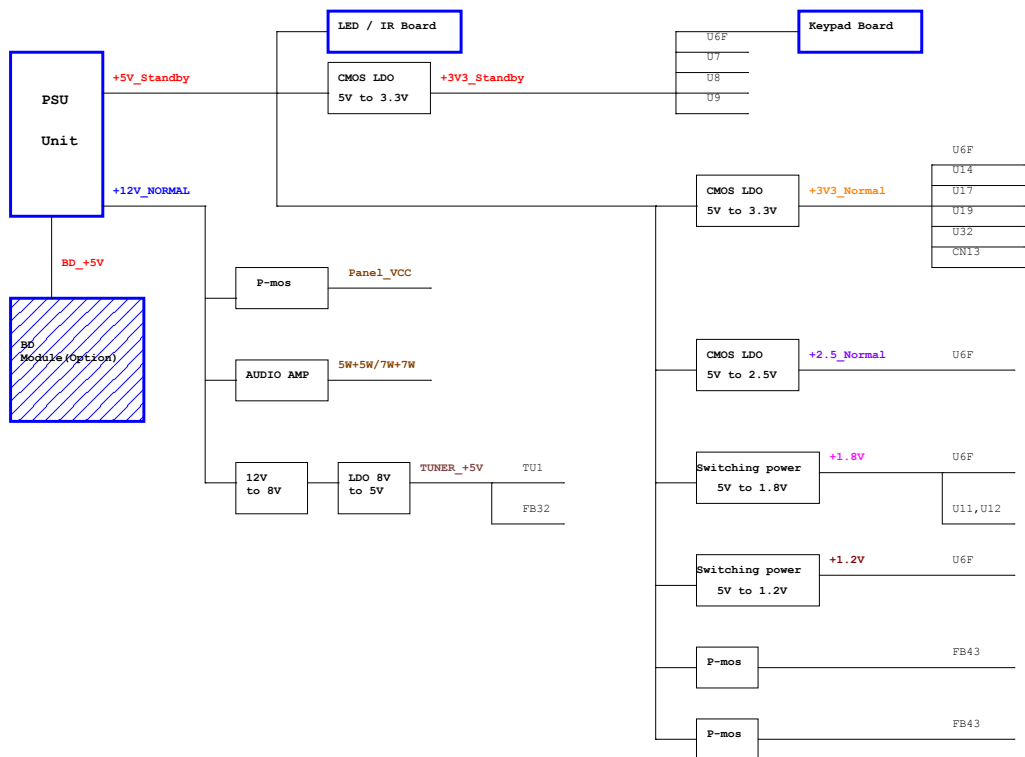 LED / IR Board
Keypad Board
U6F
U7
U8
U9
+5V_Standby
CMOS LDO
5V to 3.3V
+3V3_Standby
PSU
Unit
+12V_NORMAL
CMOS LDO
5V to 3.3V
+3V3_Normal
U6F
U14
U17
U19
U32
CN13
BD_+5V
P-mos
Panel_VCC
BD
Module(Option)
AUDIO AMP
5W+5W/7W+7W
CMOS LDO
5V to 2.5V
+2.5_Normal
U6F
12V
to 8V
LDO 8V
to 5V
TUNER_+5V
TU1
FB32
Switching power
5V to 1.8V
+1.8V
U6F
U11,U12
Switching power
5V to 1.2V
+1.2V
U6F
P-mos
FB43
P-mos
FB43